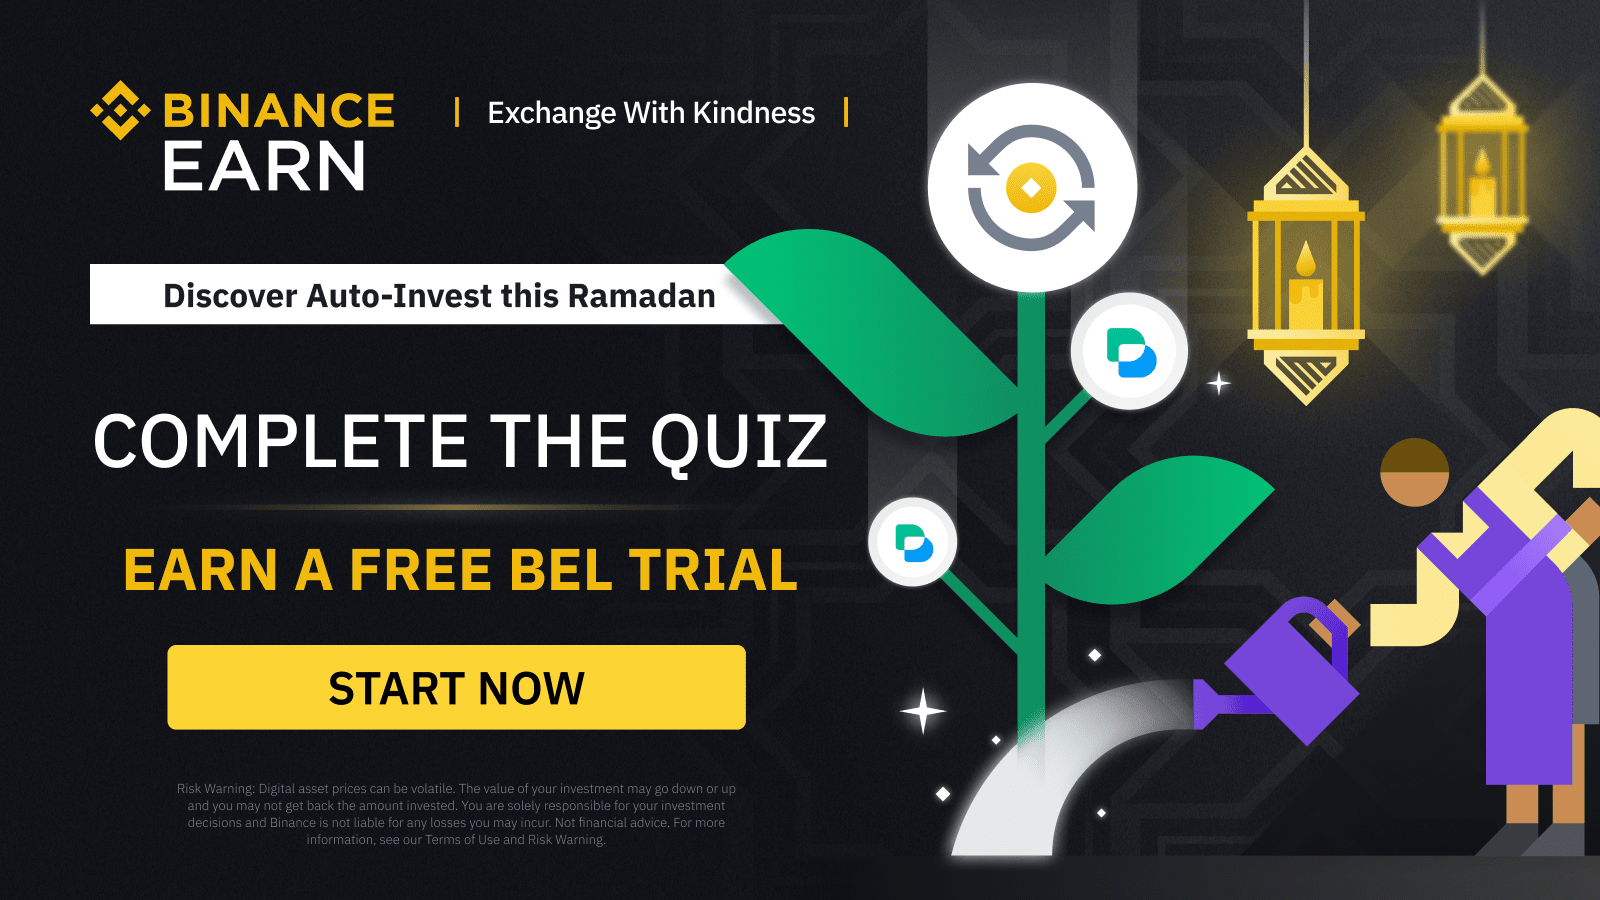 BINANCE
EARN
| Exchange With Kindness |
Discover Auto-Invest this Ramadan
COMPLETE THE QUIZ
EARN A FREE BEL TRIAL
START NOW
Risk Warning: Digital asset prices can be volatile. The value of your investment may go down or up
and you may not get back the amount invested. You are solely responsible for your investment
decisions and Binance is not liable for any losses you may incur. Not financial advice. For more
information, see our Terms of Use and Risk Warning.